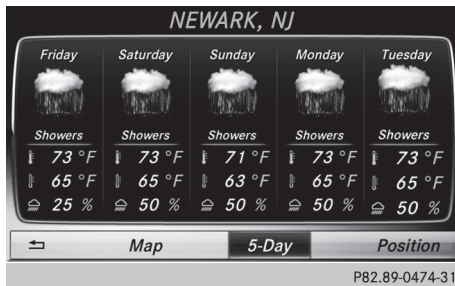 NEWARK, NJ
Friday Saturday Sunday Monday Tuesday
Showers Showers Showers Showers Showers
73 °F 73 °F 71 °F 73 °F 73 °F
65 °F 65 °F 63 °F 65 °F 65 °F
25 % 50 % 50 % 50 % 50 %
Map 5-Day Position
P82.89-0474-31